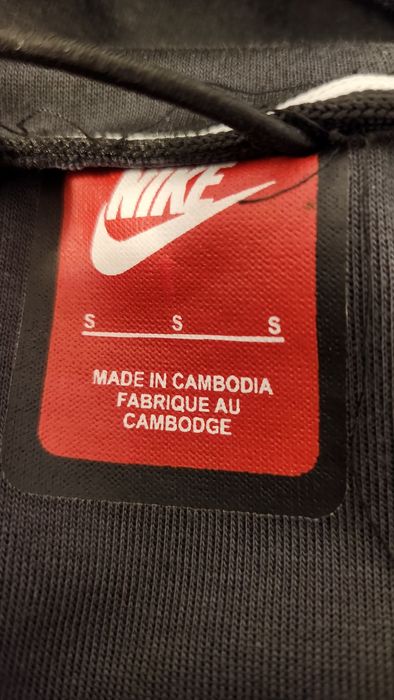 NIKE
S S S
MADE IN CAMBODIA
FABRIQUE AU
CAMBODGE